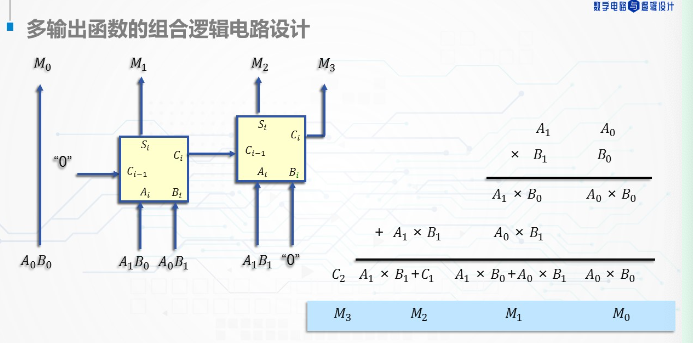 数字电路与逻辑设计
多输出函数的组合逻辑电路设计
M₀ M₁ M₂ M₃
Sᵢ Cᵢ Cᵢ₋₁ Aᵢ Bᵢ
Sᵢ Cᵢ Cᵢ₋₁ Aᵢ Bᵢ
“0”
A₀B₀ A₁B₀ A₀B₁ A₁B₁ “0”
A₁ A₀
× B₁ B₀
A₁ × B₀ A₀ × B₀
+ A₁ × B₁ A₀ × B₁
C₂ A₁ × B₁+C₁ A₁ × B₀+A₀ × B₁ A₀ × B₀
M₃ M₂ M₁ M₀